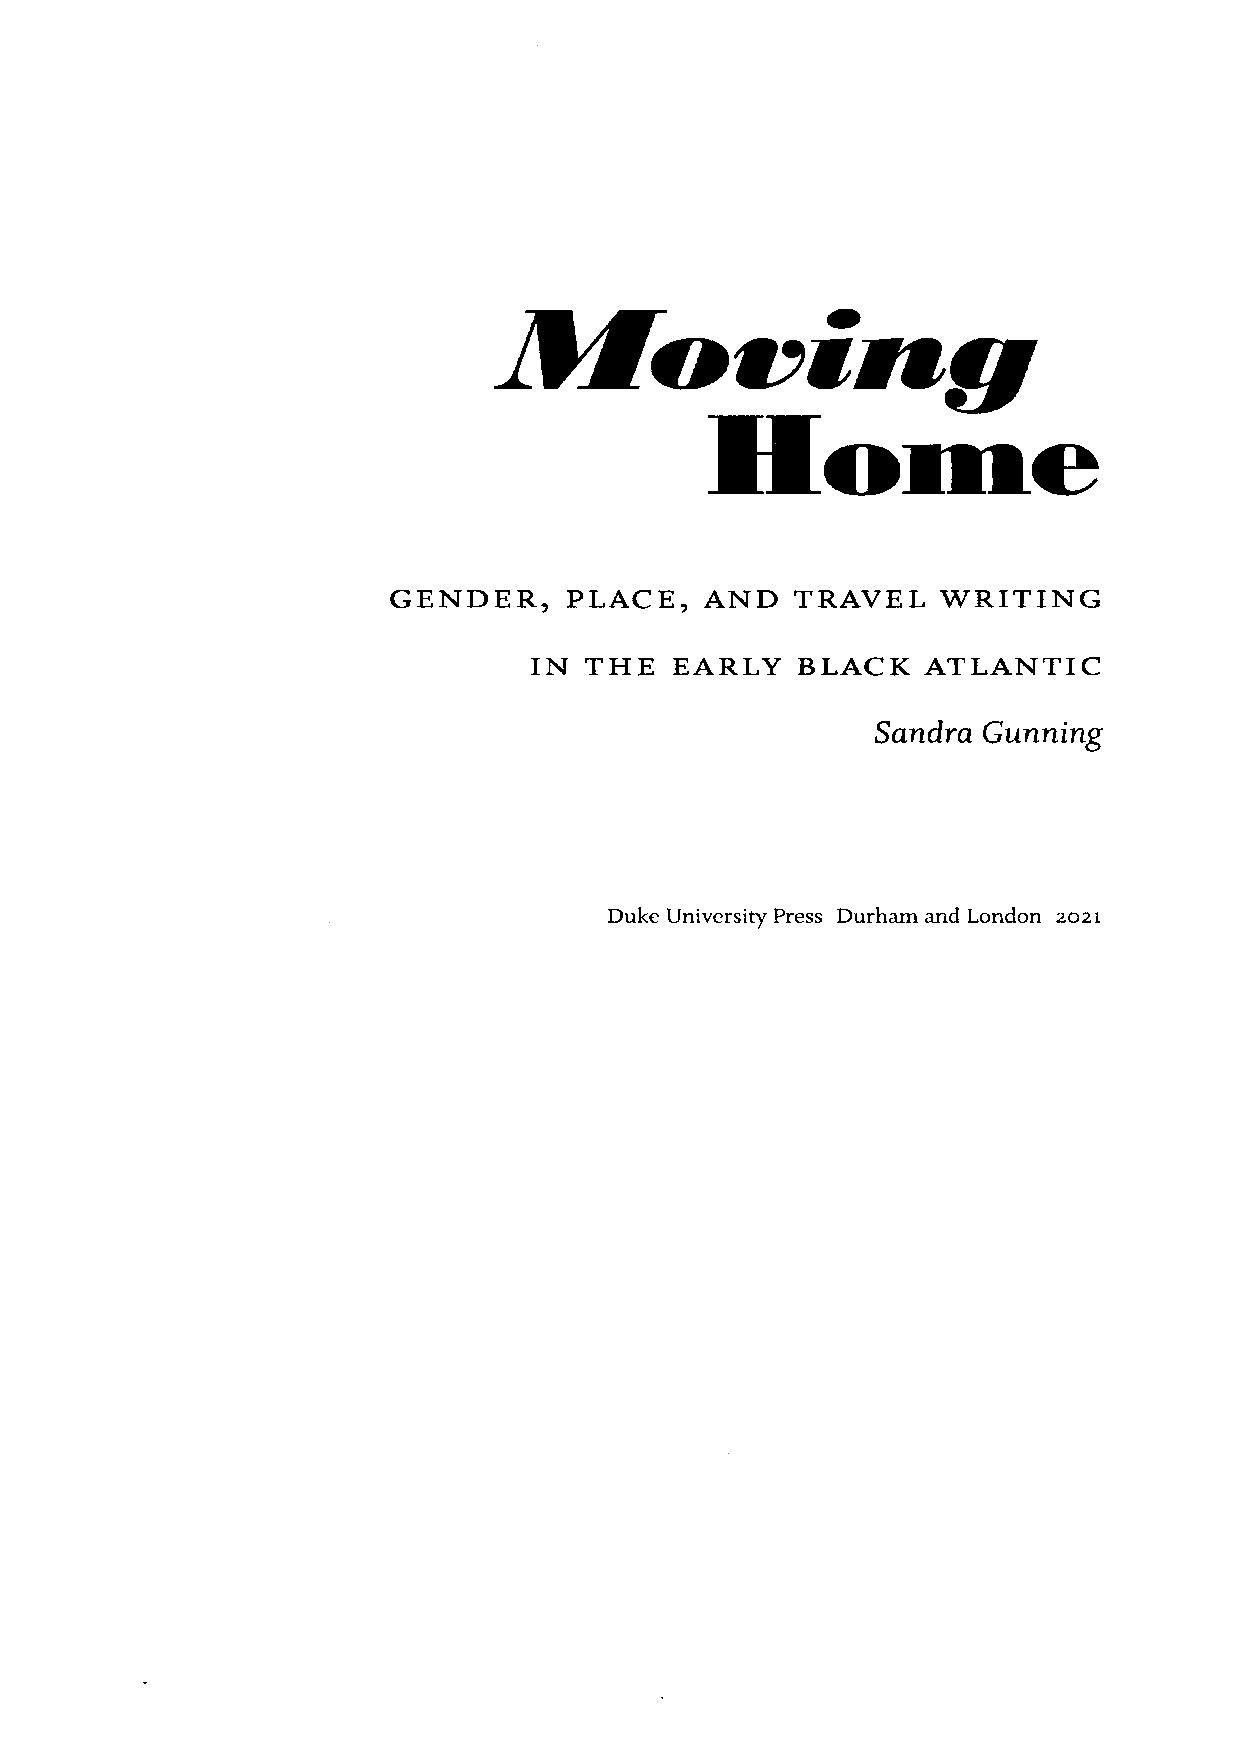 Moving
Home
GENDER, PLACE, AND TRAVEL WRITING
IN THE EARLY BLACK ATLANTIC
Sandra Gunning
Duke University Press Durham and London 2021